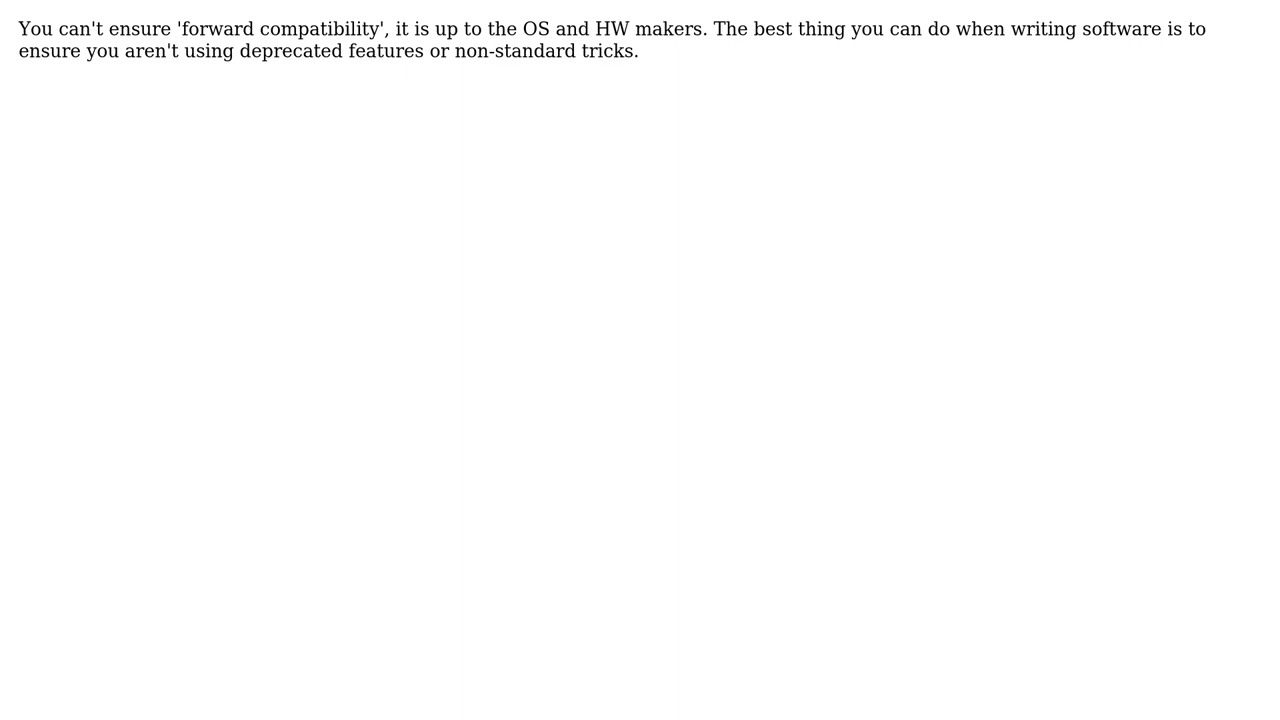 You can't ensure 'forward compatibility', it is up to the OS and HW makers. The best thing you can do when writing software is to
ensure you aren't using deprecated features or non-standard tricks.